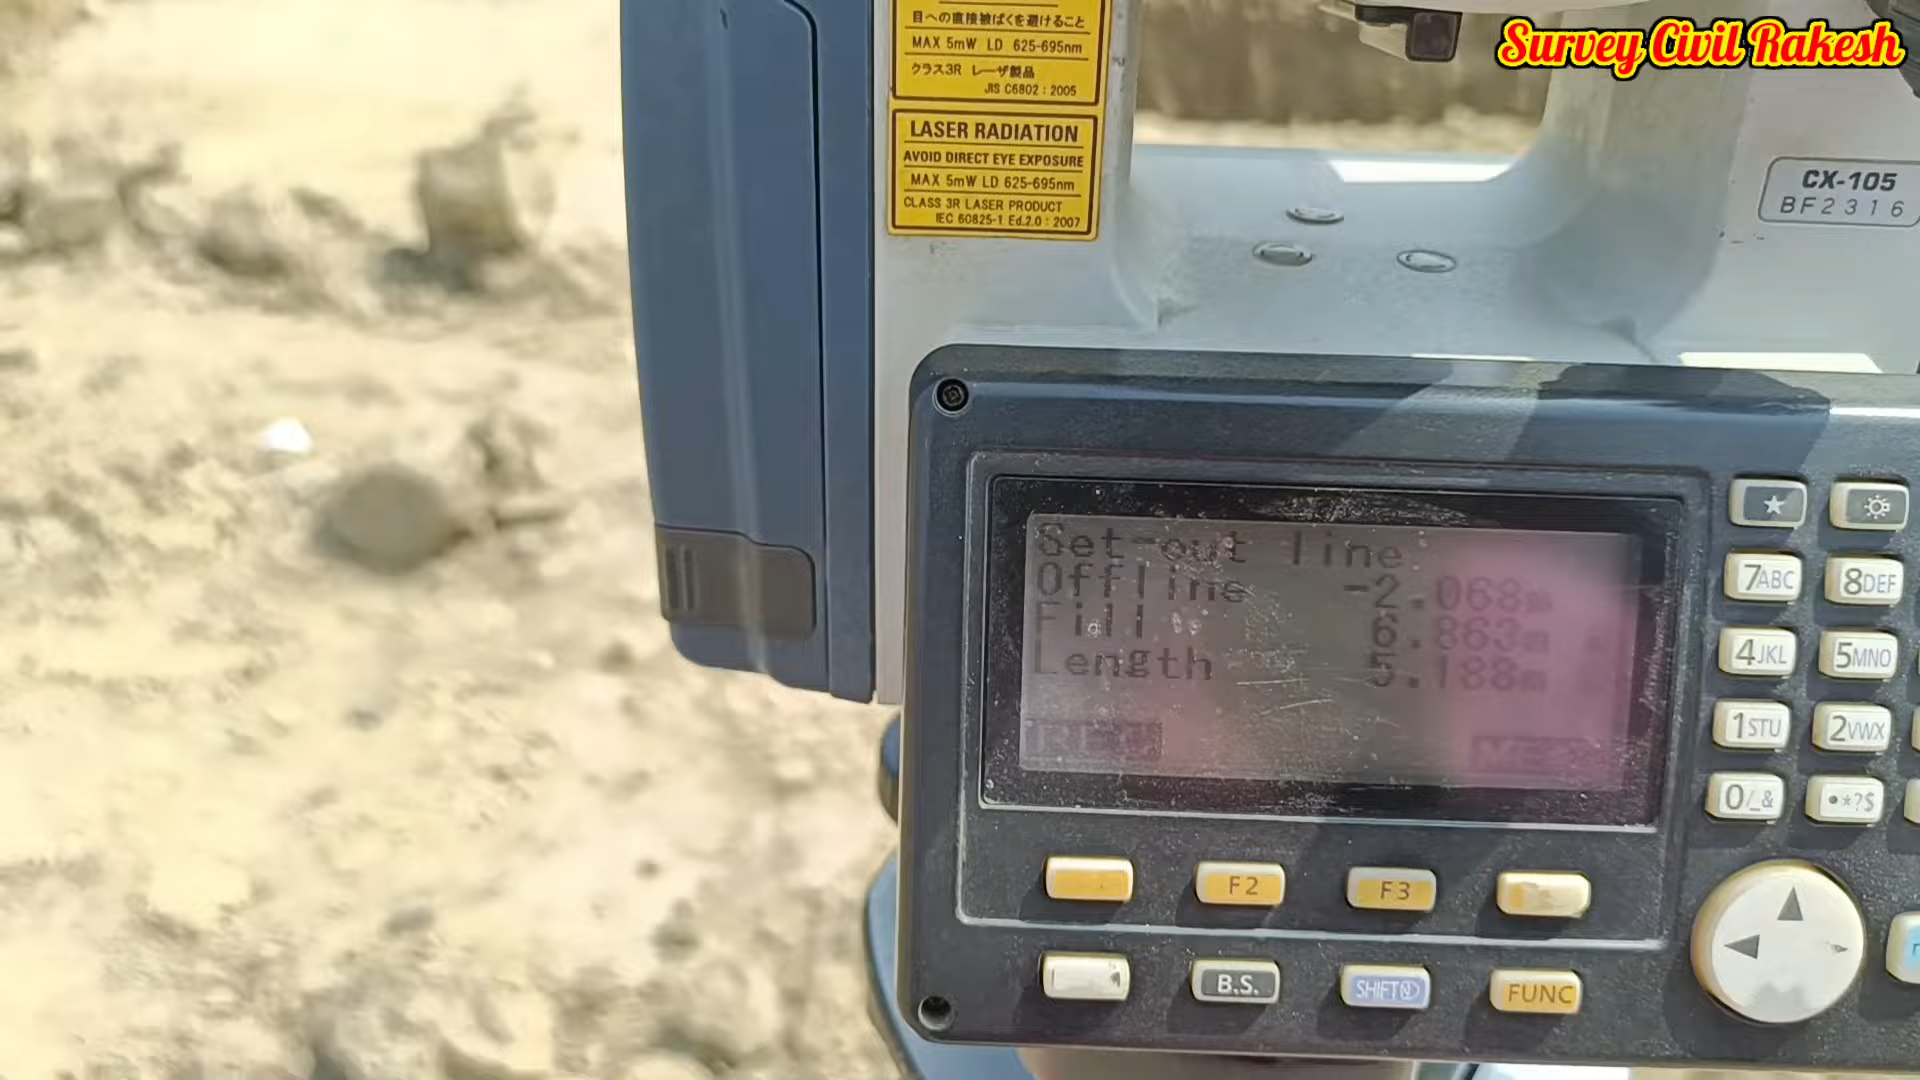 Survey Civil Rakesh
目への直接被ばくを避けること
MAX 5mW LD 625-695nm
クラス3R レーザ製品
JIS C6802 : 2005
LASER RADIATION
AVOID DIRECT EYE EXPOSURE
MAX 5mW LD 625-695nm
CLASS 3R LASER PRODUCT
IEC 60825-1 Ed.2.0 : 2007
CX-105
BF2316
Set-out line
Offline -2.068m
Fill 6.863m
Length 5.188m
7ABC 8DEF
4JKL 5MNO
1STU 2VWX
0/_& •*?$
F2 F3
B.S. SHIFT FUNC